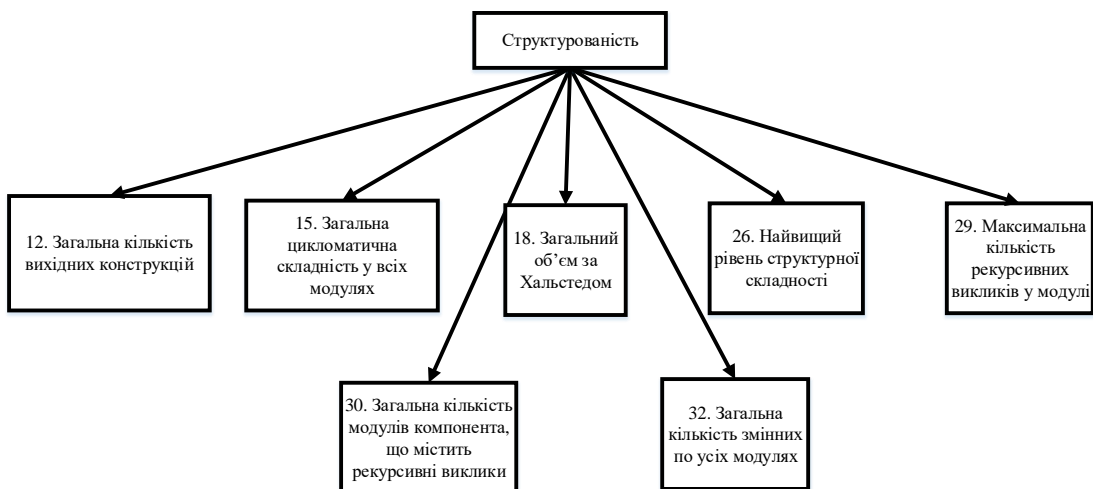 Структурованість
12. Загальна кількість
вихідних конструкцій
15. Загальна
цикломатична
складність у всіх
модулях
18. Загальний
об’єм за
Хальстедом
26. Найвищий
рівень структурної
складності
29. Максимальна
кількість
рекурсивних
викликів у модулі
30. Загальна кількість
модулів компонента,
що містить
рекурсивні виклики
32. Загальна
кількість змінних
по усіх модулях